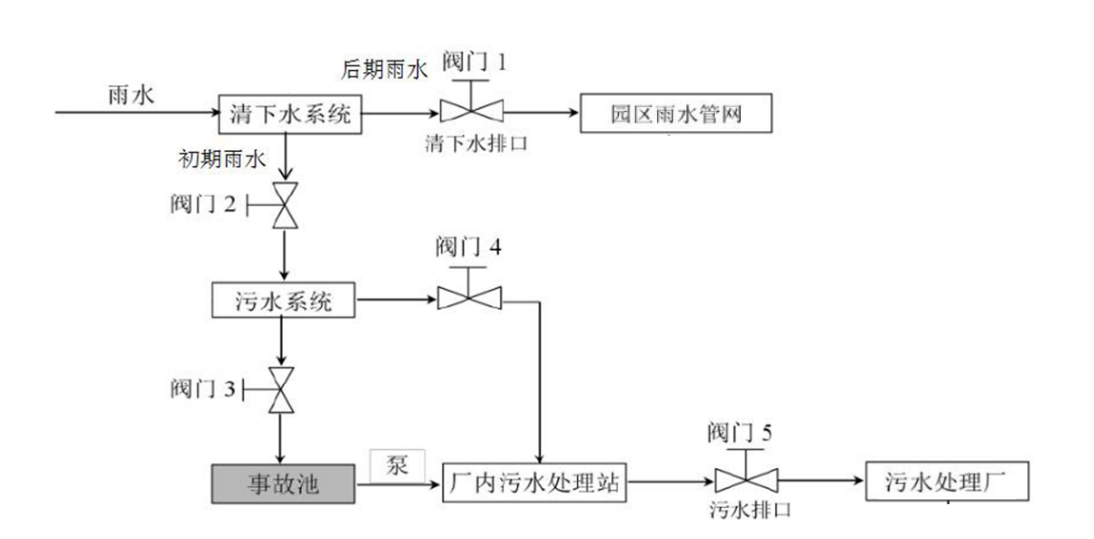 后期雨水
阀门 1
雨水
清下水系统
园区雨水管网
清下水排口
初期雨水
阀门 2
阀门 4
污水系统
阀门 3
阀门 5
泵
事故池
厂内污水处理站
污水处理厂
污水排口